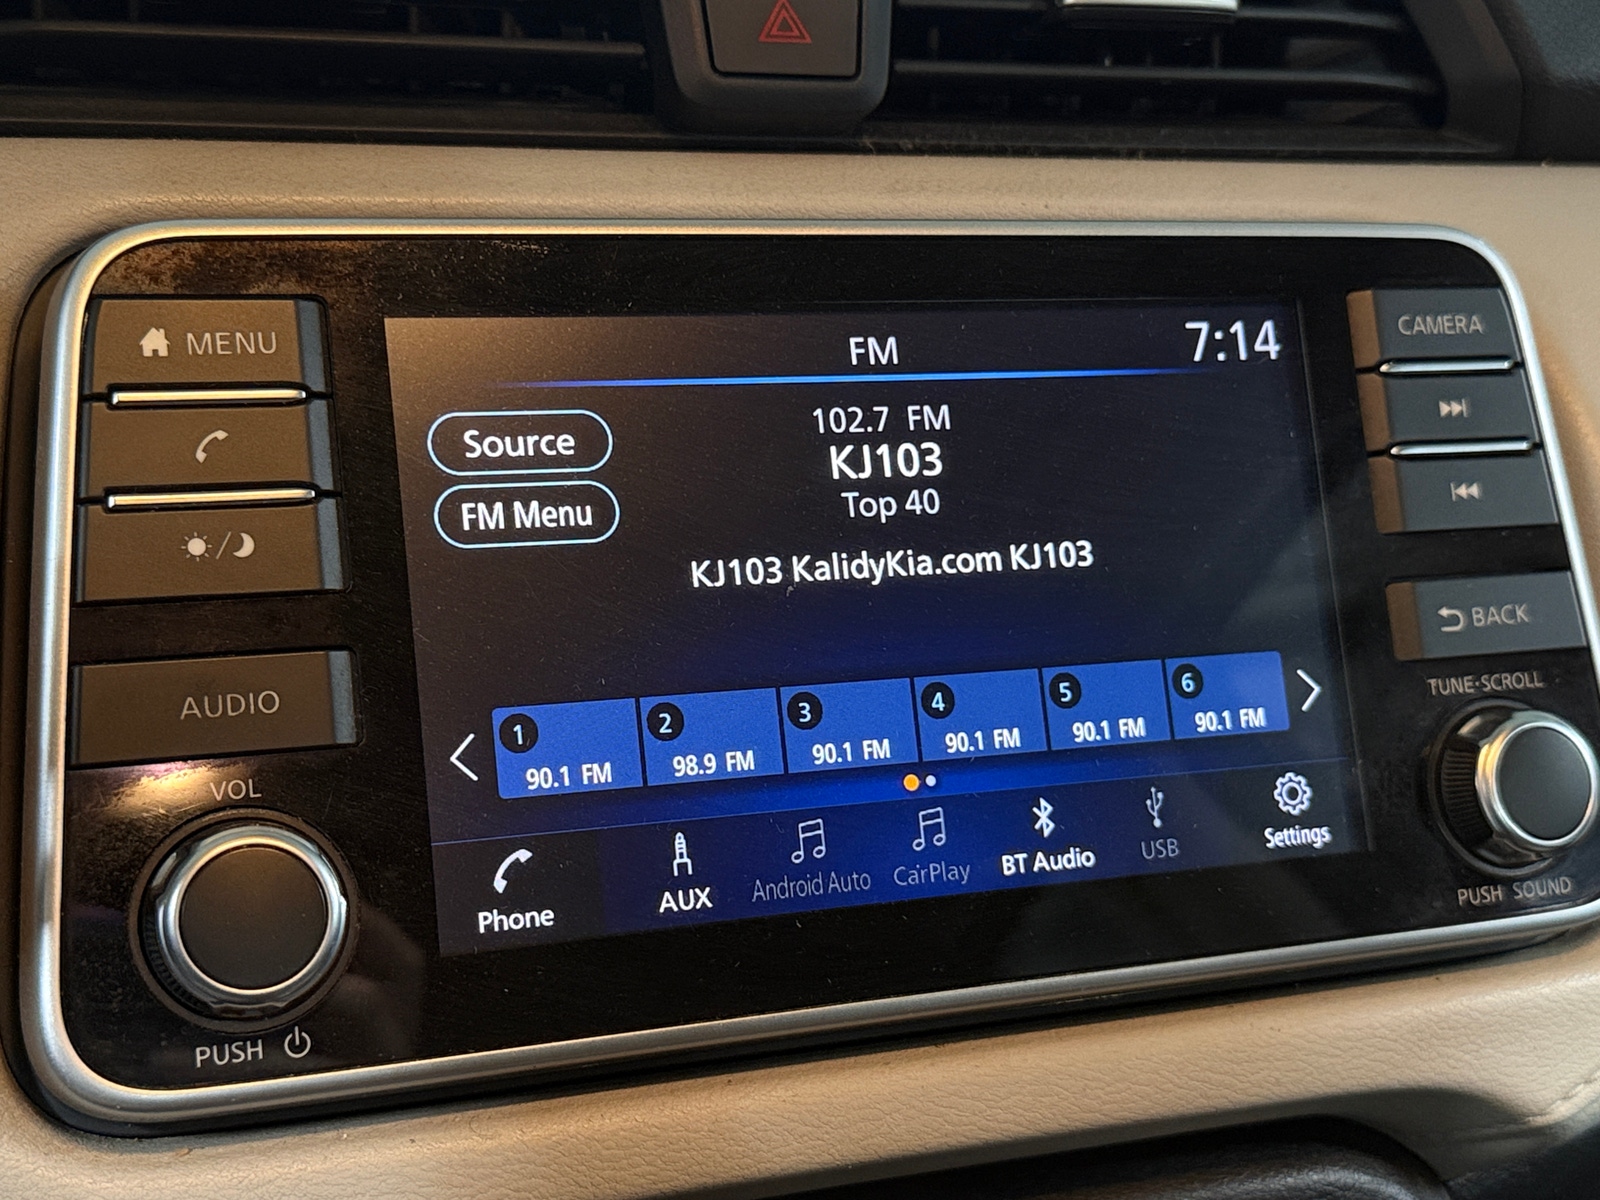 MENU
AUDIO
VOL
PUSH
FM
7:14
Source
FM Menu
102.7 FM
KJ103
Top 40
KJ103 KalidyKia.com KJ103
1
90.1 FM
2
98.9 FM
3
90.1 FM
4
90.1 FM
5
90.1 FM
6
90.1 FM
Phone
AUX
Android Auto
CarPlay
BT Audio
USB
Settings
CAMERA
BACK
TUNE·SCROLL
PUSH SOUND